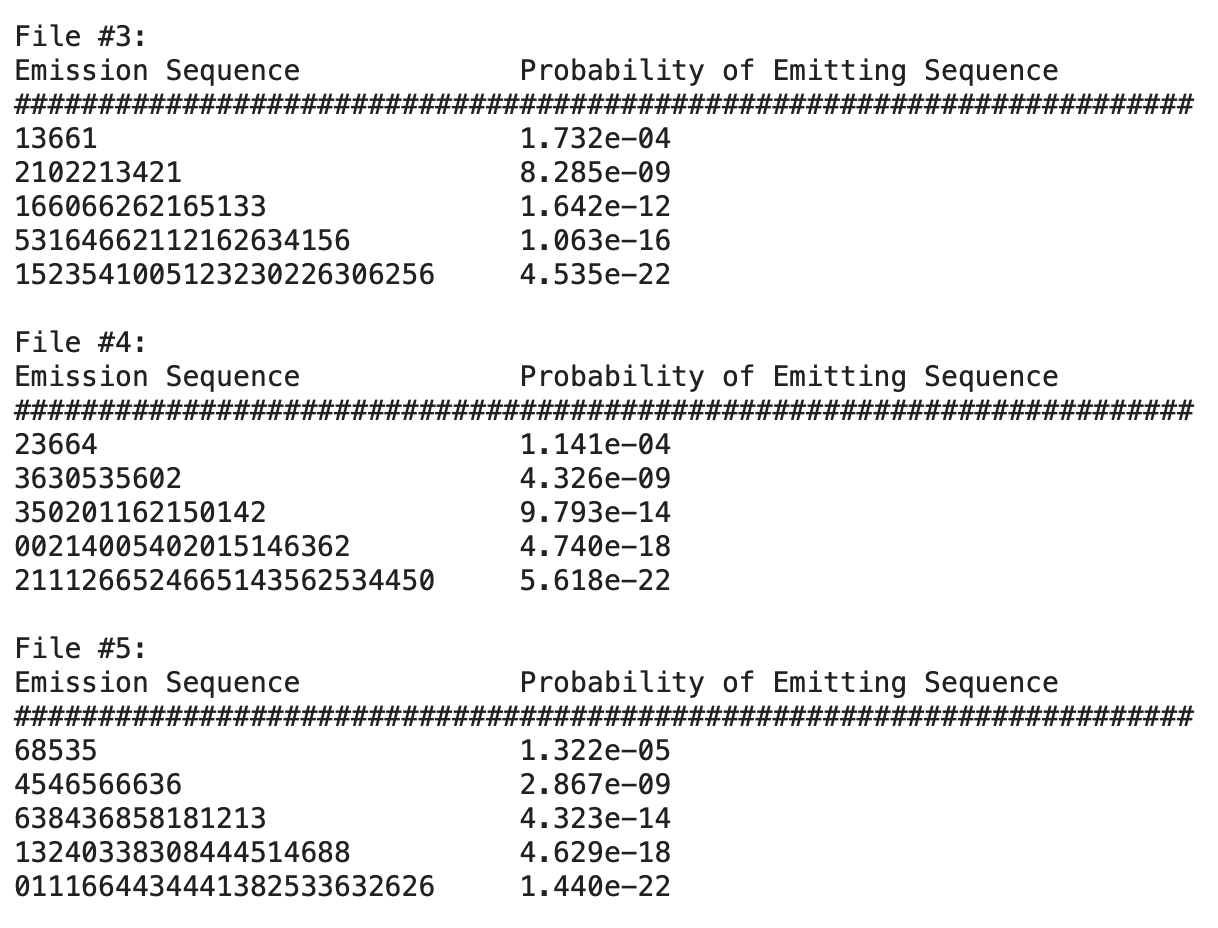 File #3:
Emission Sequence             Probability of Emitting Sequence
######################################################################
13661                         1.732e-04
2102213421                    8.285e-09
166066262165133               1.642e-12
53164662112162634156          1.063e-16
1523541005123230226306256     4.535e-22

File #4:
Emission Sequence             Probability of Emitting Sequence
######################################################################
23664                         1.141e-04
3630535602                    4.326e-09
350201162150142               9.793e-14
00214005402015146362          4.740e-18
2111266524665143562534450     5.618e-22

File #5:
Emission Sequence             Probability of Emitting Sequence
######################################################################
68535                         1.322e-05
4546566636                    2.867e-09
638436858181213               4.323e-14
13240338308444514688          4.629e-18
0111664434441382533632626     1.440e-22